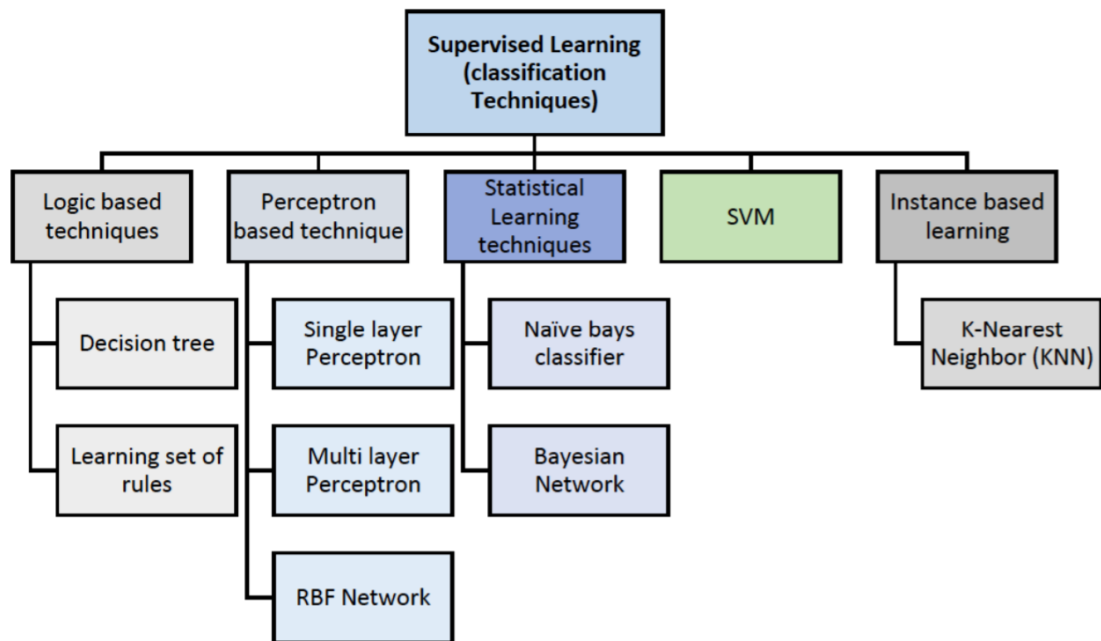 Supervised Learning
(classification
Techniques)
Logic based
techniques
Perceptron
based technique
Statistical
Learning
techniques
SVM
Instance based
learning
Decision tree
Learning set of
rules
Single layer
Perceptron
Multi layer
Perceptron
RBF Network
Naïve bays
classifier
Bayesian
Network
K-Nearest
Neighbor (KNN)